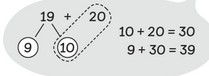 19 + 20
9 10
10 + 20 = 30
9 + 30 = 39